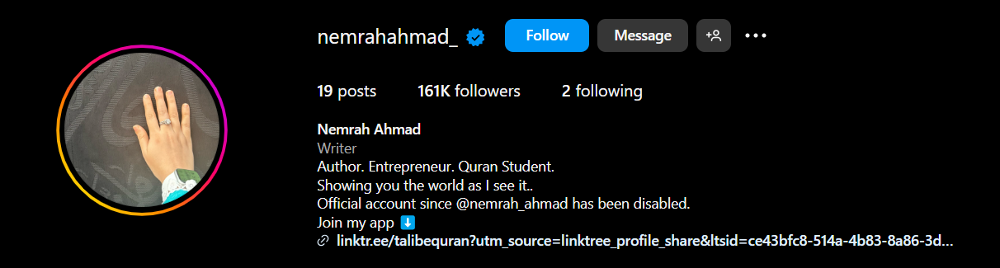 nemrahahmad_ Follow Message
19 posts 161K followers 2 following
Nemrah Ahmad
Writer
Author. Entrepreneur. Quran Student.
Showing you the world as I see it..
Official account since @nemrah_ahmad has been disabled.
Join my app ⬇️
linktr.ee/talibequran?utm_source=linktree_profile_share&ltsid=ce43bfc8-514a-4b83-8a86-3d...